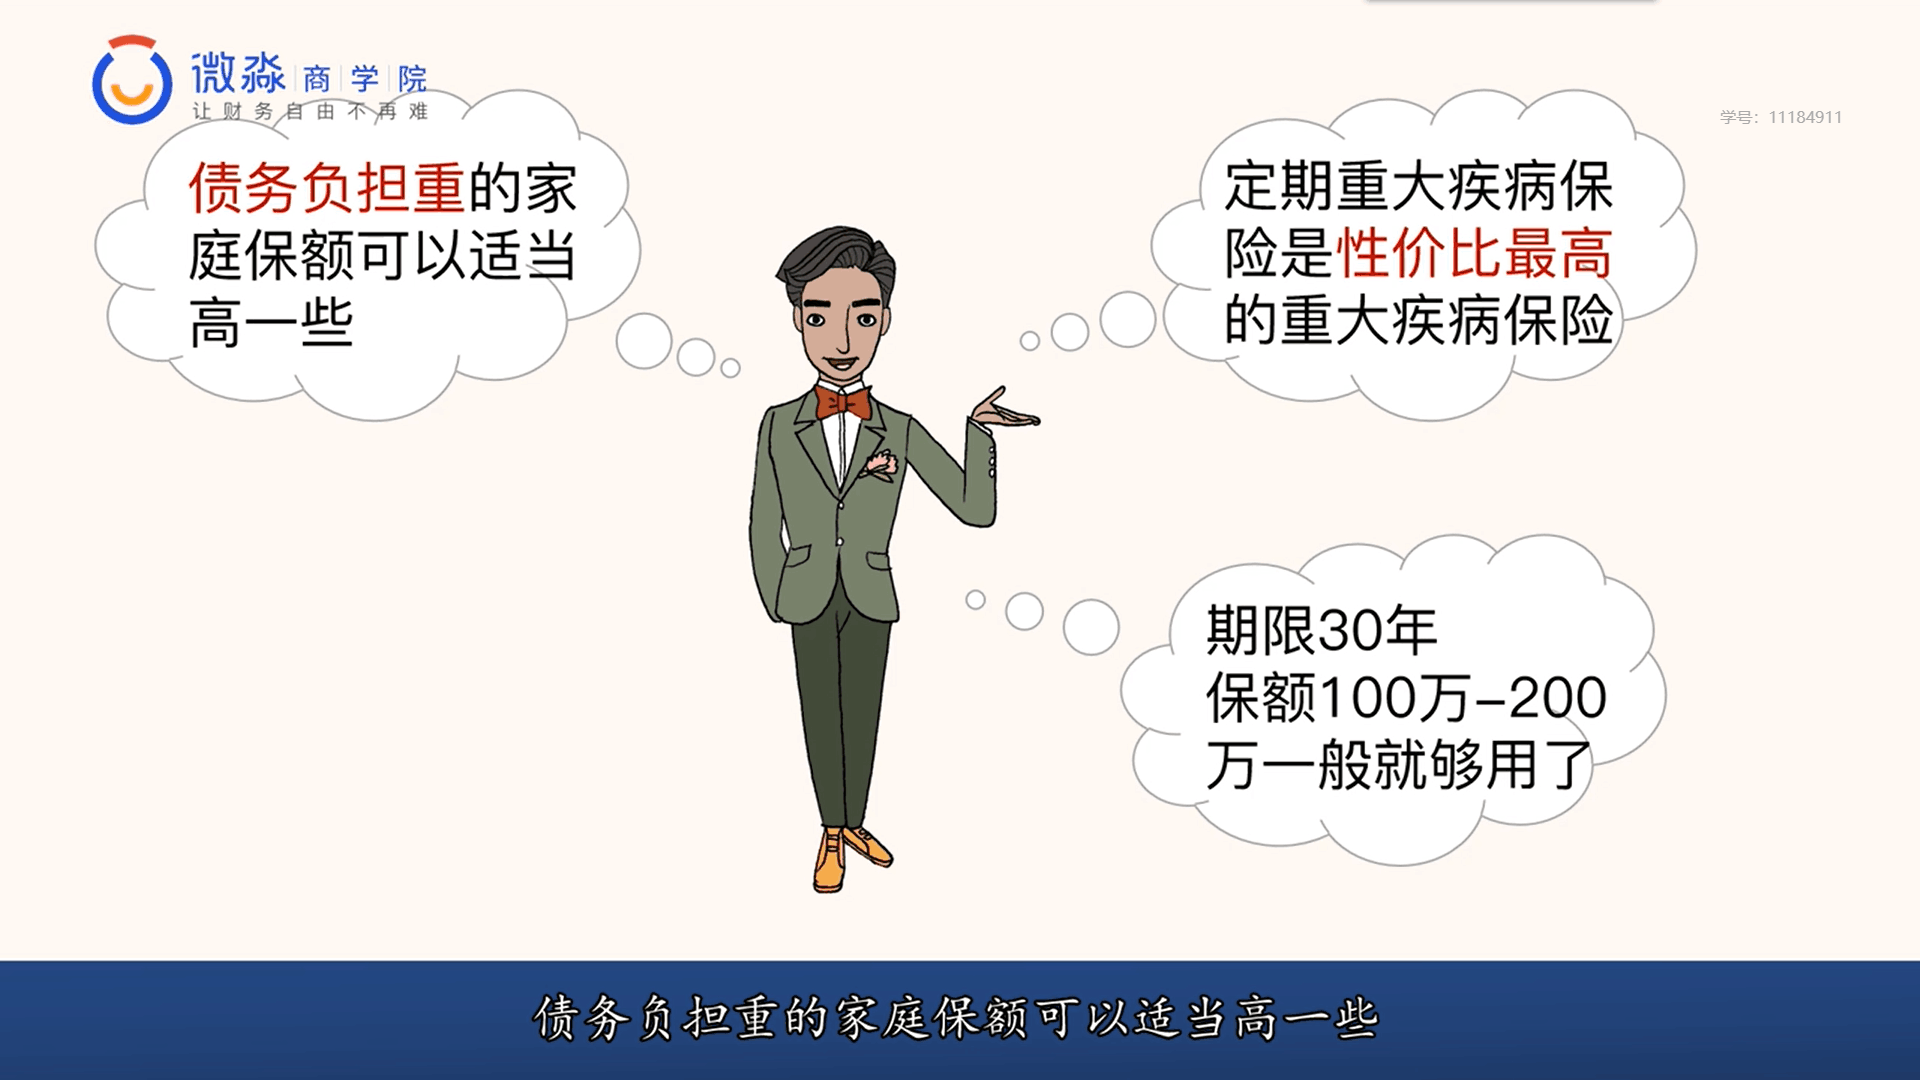 微淼商学院
让财务自由不再难
学号：11184911
债务负担重的家
庭保额可以适当
高一些
定期重大疾病保
险是性价比最高
的重大疾病保险
期限30年
保额100万-200
万一般就够用了
债务负担重的家庭保额可以适当高一些